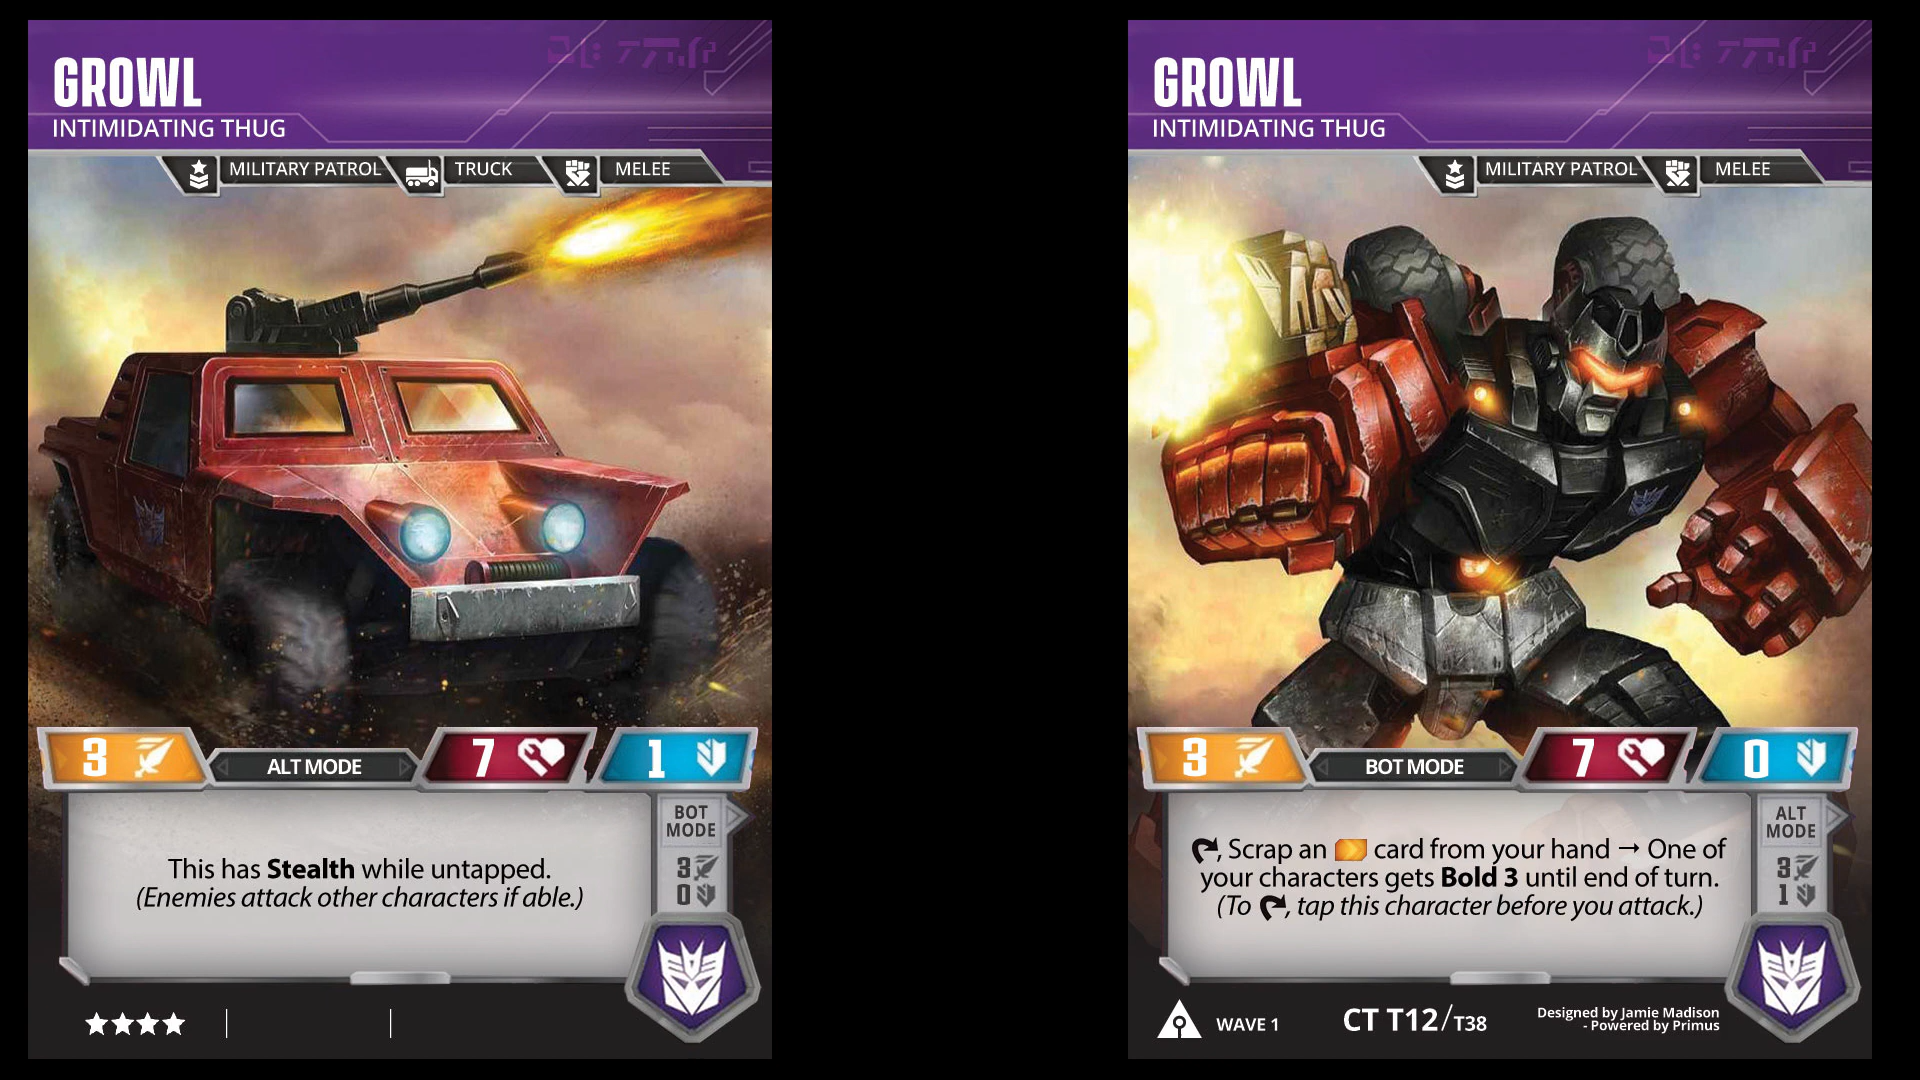 GROWL
INTIMIDATING THUG
MILITARY PATROL TRUCK MELEE
3 ALT MODE 7 1
This has Stealth while untapped.
(Enemies attack other characters if able.)
BOT
MODE
3
0
GROWL
INTIMIDATING THUG
MILITARY PATROL MELEE
3 BOT MODE 7 0
, Scrap an card from your hand → One of
your characters gets Bold 3 until end of turn.
(To , tap this character before you attack.)
ALT
MODE
3
1
WAVE 1 CT T12/T38
Designed by Jamie Madison
- Powered by Primus